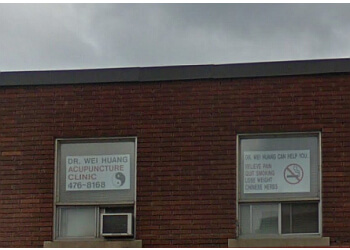 DR. WEI HUANG
ACUPUNCTURE
CLINIC
476-8168
DR. WEI HUANG CAN HELP YOU
RELIEVE PAIN
QUIT SMOKING
LOSE WEIGHT
CHINESE HERBS